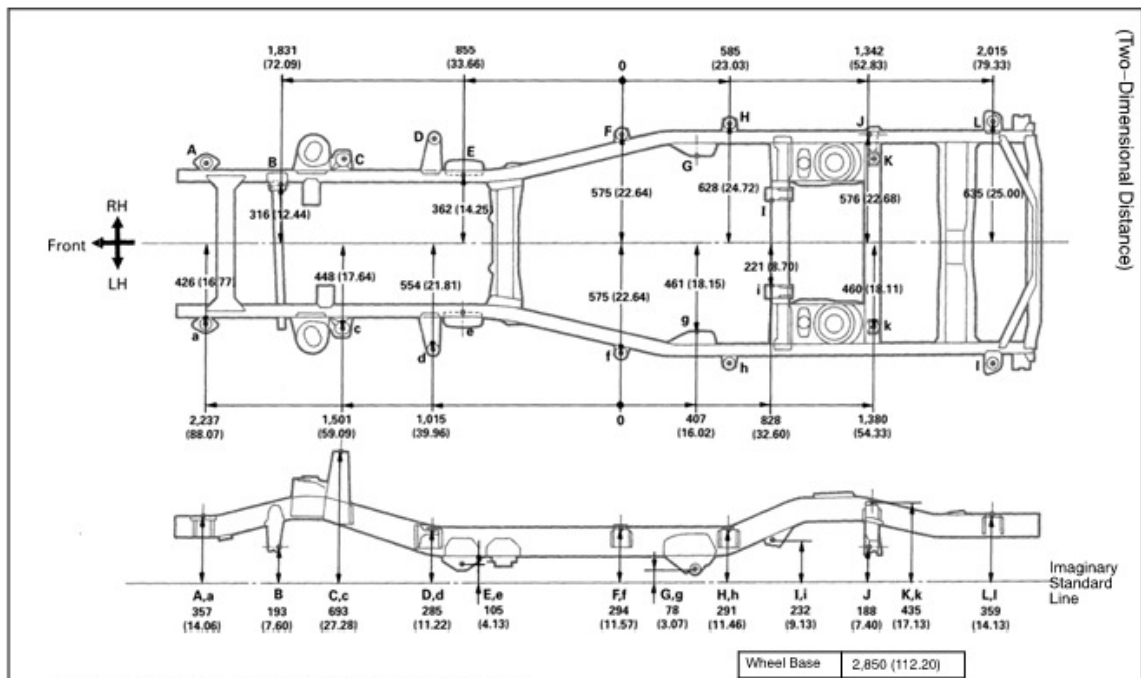 (Two-Dimensional Distance)
1,831 855 0 585 1,342 2,015
(72.09) (33.66) (23.03) (52.83) (79.33)
A B C D E F G H I J K L
316 (12.44) 362 (14.25) 575 (22.64) 628 (24.72) 576 (22.68) 635 (25.00)
RH
Front
LH
426 (16.77) 448 (17.64) 554 (21.81) 575 (22.64) 461 (18.15) 221 (8.70) 460 (18.11)
a c d e f g h i k l
2,237 1,501 1,015 0 407 828 1,380
(88.07) (59.09) (39.96) (16.02) (32.60) (54.33)
Imaginary
Standard
Line
A,a B C,c D,d E,e F,f G,g H,h I,i J K,k L,l
357 193 693 285 105 294 78 291 232 188 435 359
(14.06) (7.60) (27.28) (11.22) (4.13) (11.57) (3.07) (11.46) (9.13) (7.40) (17.13) (14.13)
Wheel Base 2,850 (112.20)